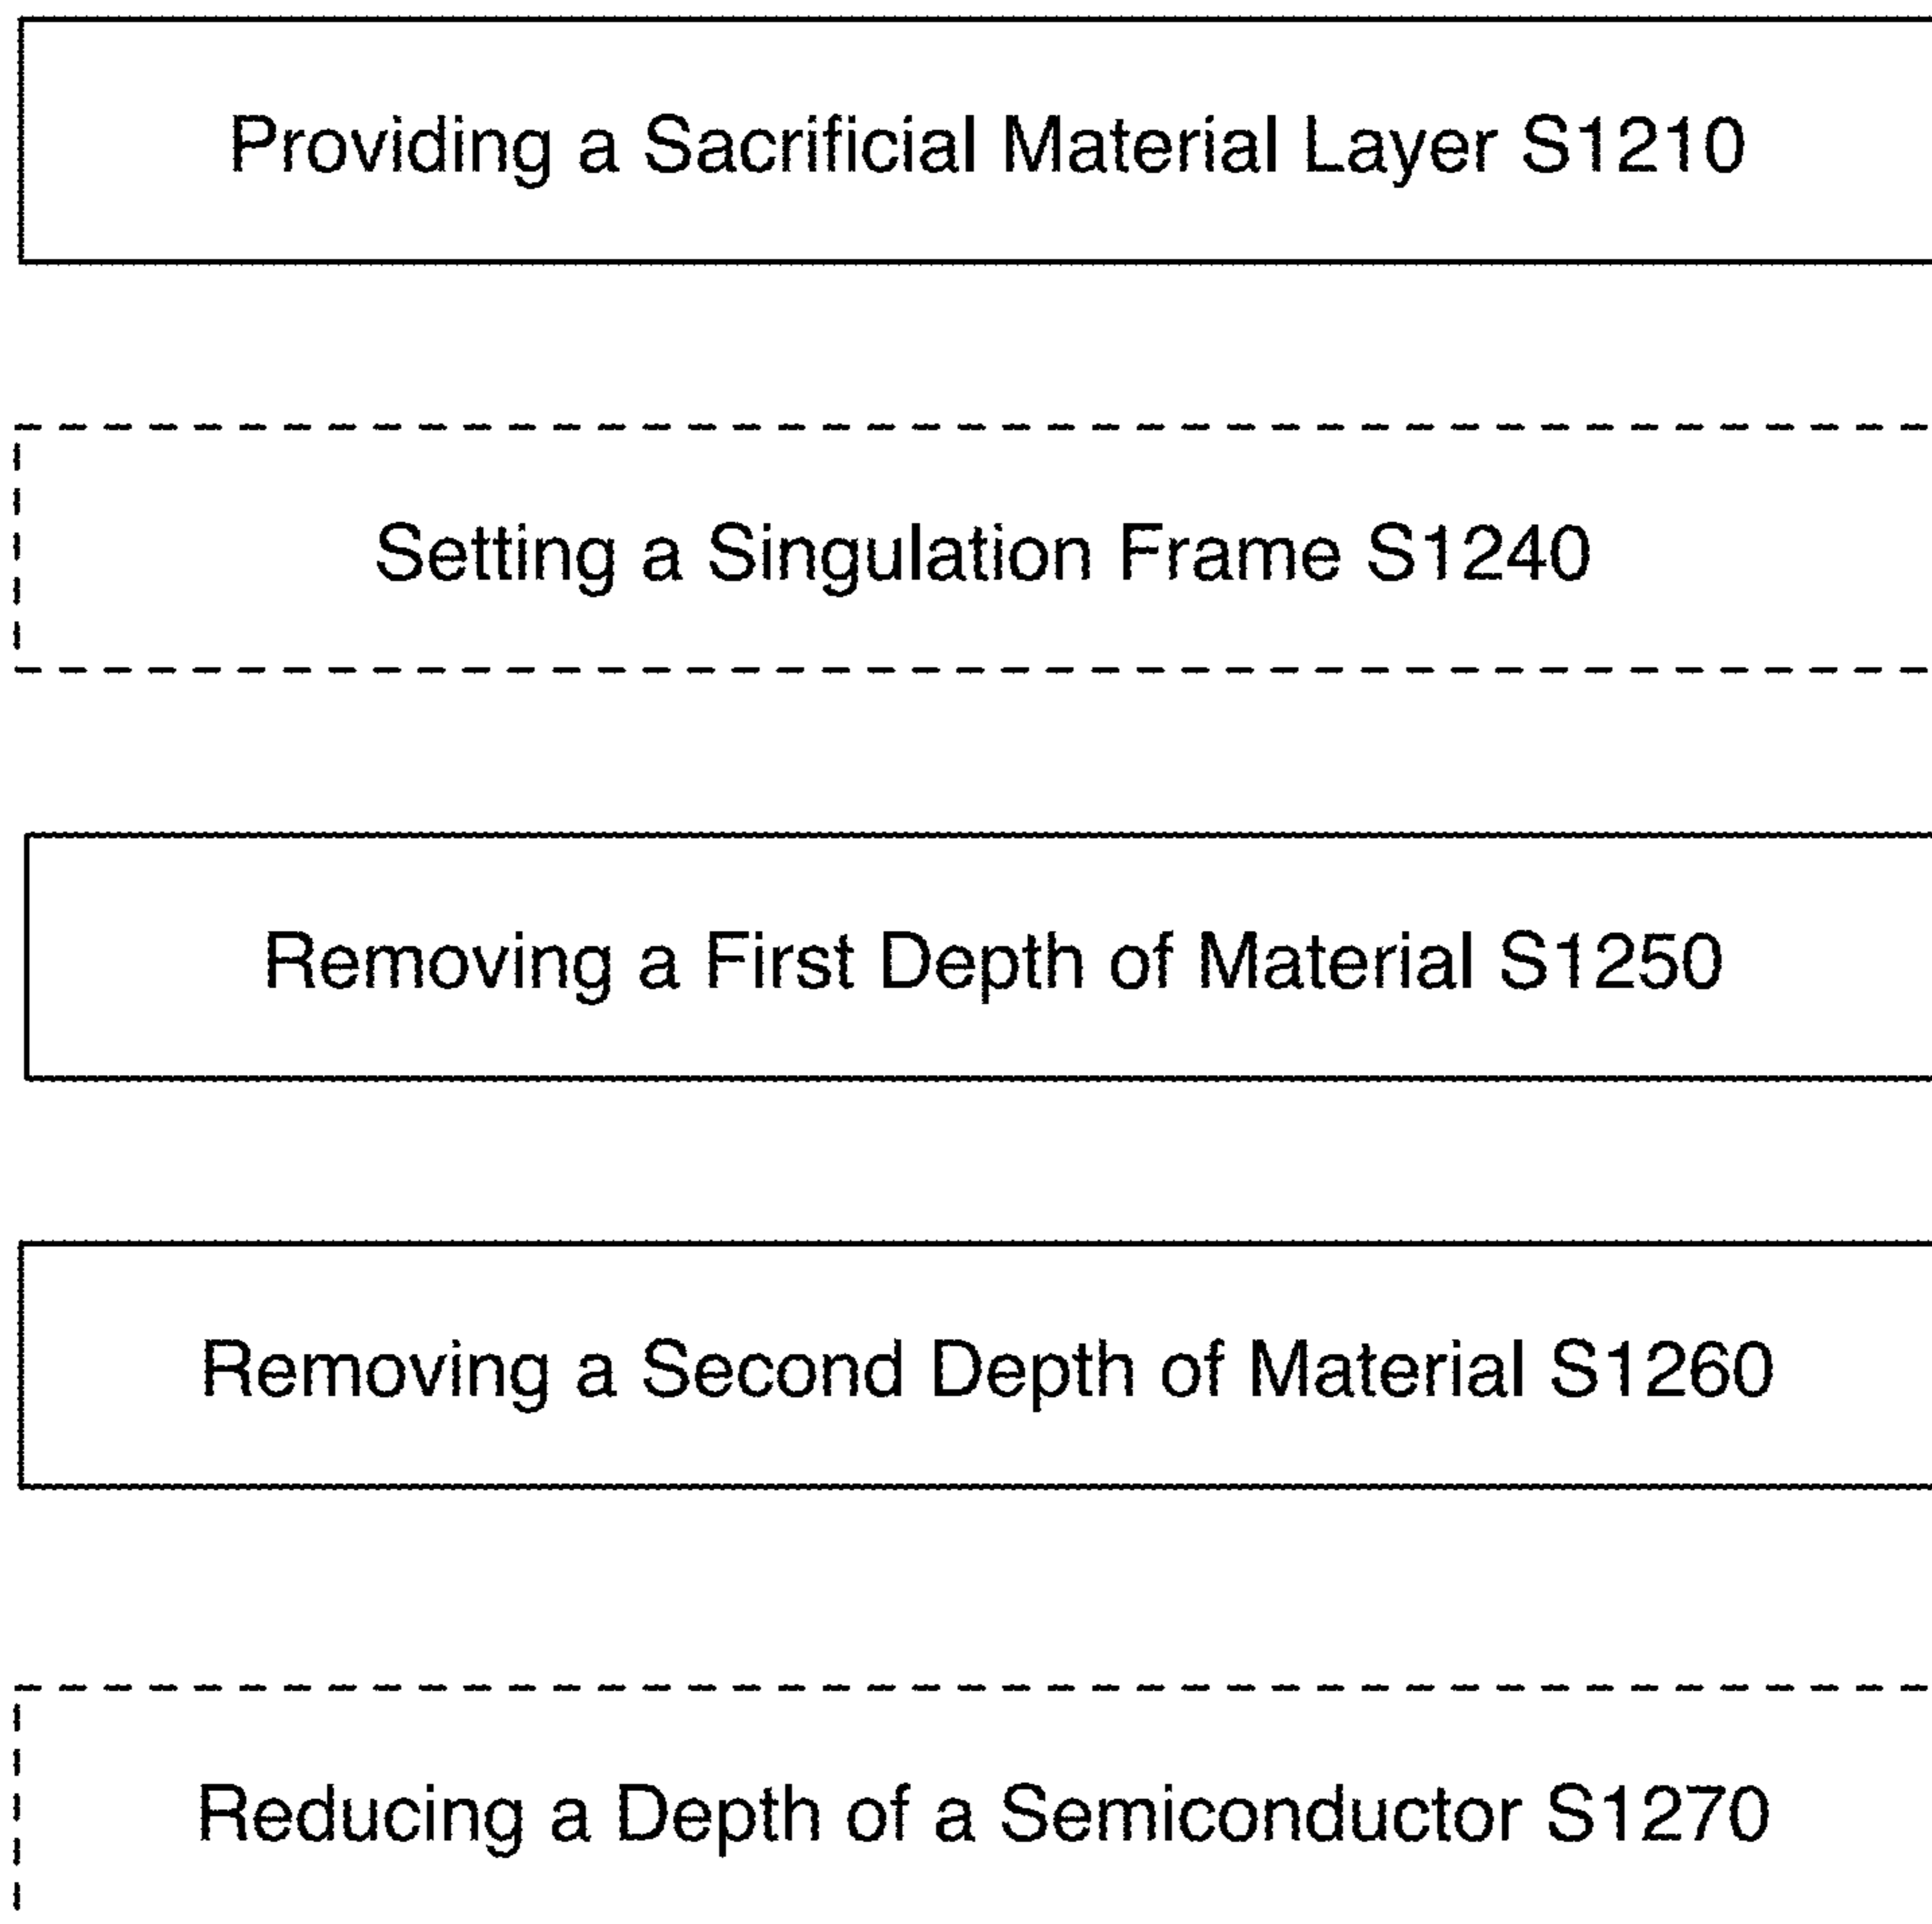 Providing a Sacrificial Material Layer S1210
Setting a Singulation Frame S1240
Removing a First Depth of Material S1250
Removing a Second Depth of Material S1260
Reducing a Depth of a Semiconductor S1270